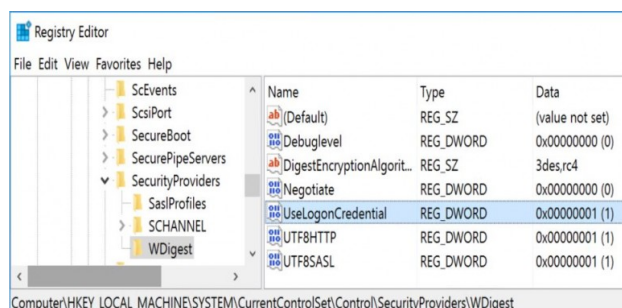 Registry Editor
File Edit View Favorites Help
ScEvents
ScsiPort
SecureBoot
SecurePipeServers
SecurityProviders
SaslProfiles
SCHANNEL
WDigest
Name Type Data
(Default) REG_SZ (value not set)
Debuglevel REG_DWORD 0x00000000 (0)
DigestEncryptionAlgorit... REG_SZ 3des,rc4
Negotiate REG_DWORD 0x00000000 (0)
UseLogonCredential REG_DWORD 0x00000001 (1)
UTF8HTTP REG_DWORD 0x00000001 (1)
UTF8SASL REG_DWORD 0x00000001 (1)
Computer\HKEY_LOCAL_MACHINE\SYSTEM\CurrentControlSet\Control\SecurityProviders\WDigest